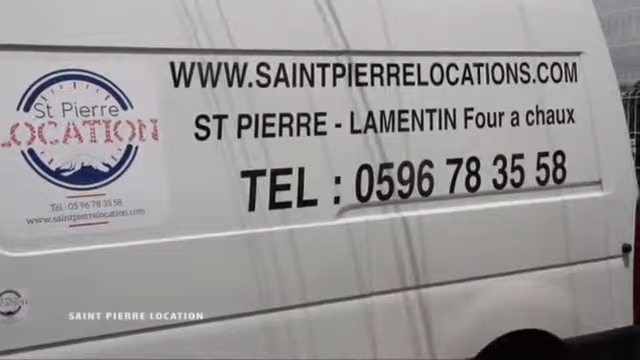 WWW.SAINTPIERRELOCATIONS.COM
ST PIERRE - LAMENTIN Four a chaux
TEL : 0596 78 35 58
St Pierre
LOCATION
Tél : 05 96 78 35 58
www.saintpierrelocation.com
SAINT PIERRE LOCATION